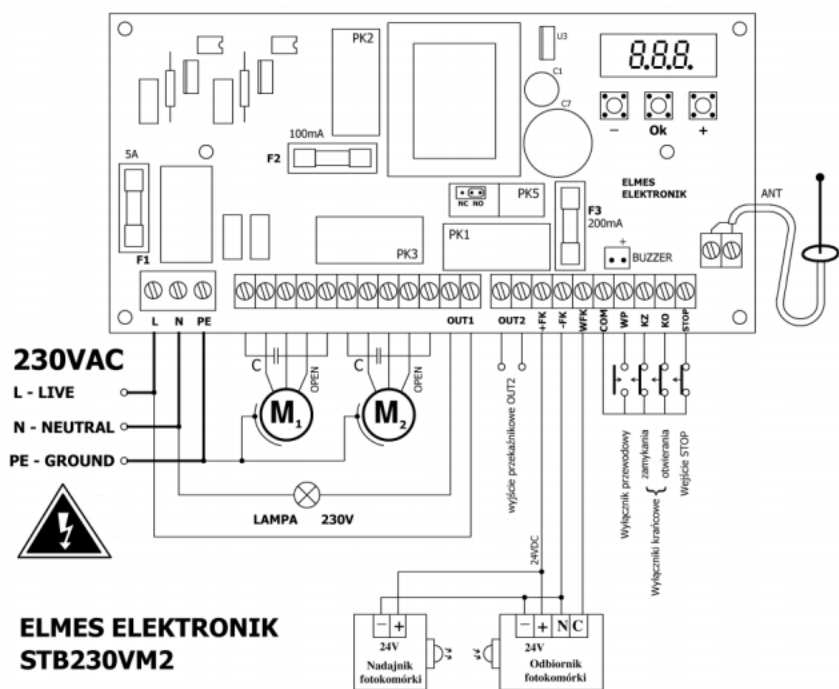 PK2
U3
8.8.8.
C1
C7
– Ok +
100mA
F2
5A
F1
ELMES
ELEKTRONIK
ANT
NC NO
PK5
F3
200mA
PK3
PK1
+
BUZZER
L N PE
OUT1
OUT2
+FK
-FK
WFK
COM
WP
KZ
KO
STOP
230VAC
L - LIVE
N - NEUTRAL
PE - GROUND
C
OPEN
M1
C
OPEN
M2
LAMPA 230V
wyjście przekaźnikowe OUT2
24VDC
Wyłącznik przewodowy
zamykania
otwierania
Wyłączniki krańcowe {
Wejście STOP
ELMES ELEKTRONIK
STB230VM2
– +
24V
Nadajnik
fotokomórki
– + N C
24V
Odbiornik
fotokomórki